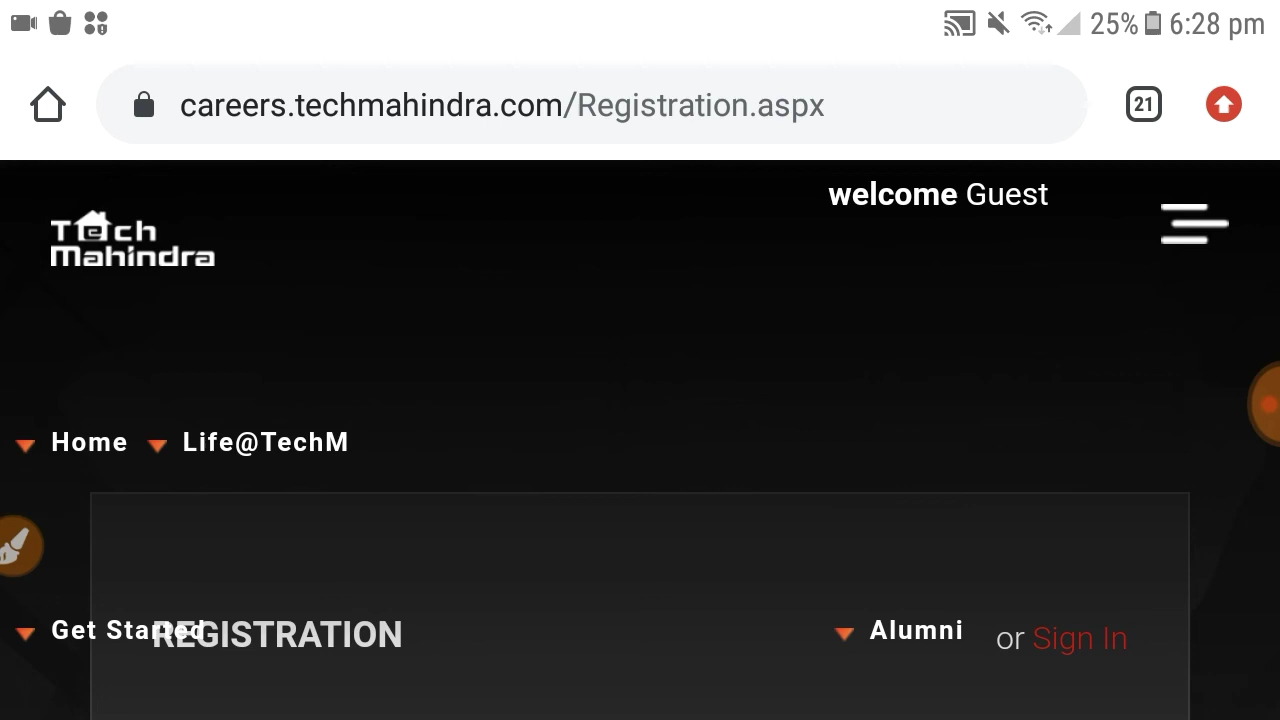 25% 6:28 pm
careers.techmahindra.com/Registration.aspx
21
welcome Guest
Tech
Mahindra
Home Life@TechM
Get Started Alumni
REGISTRATION or Sign In